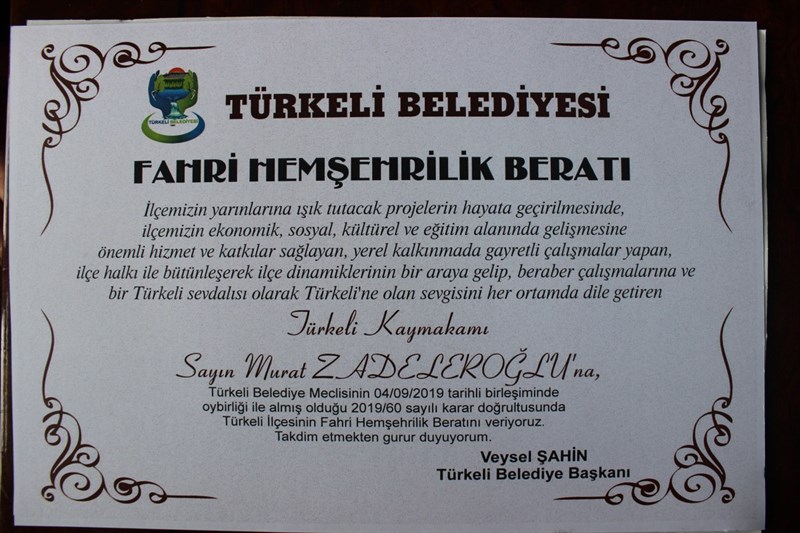 TÜRKELİ BELEDİYESİ
TÜRKELİ BELEDİYESİ
FAHRİ HEMŞEHRİLİK BERATI
İlçemizin yarınlarına ışık tutacak projelerin hayata geçirilmesinde,
ilçemizin ekonomik, sosyal, kültürel ve eğitim alanında gelişmesine
önemli hizmet ve katkılar sağlayan, yerel kalkınmada gayretli çalışmalar yapan,
ilçe halkı ile bütünleşerek ilçe dinamiklerinin bir araya gelip, beraber çalışmalarına ve
bir Türkeli sevdalısı olarak Türkeli'ne olan sevgisini her ortamda dile getiren
Türkeli Kaymakamı
Sayın Murat ZADELEROĞLU'na,
Türkeli Belediye Meclisinin 04/09/2019 tarihli birleşiminde
oybirliği ile almış olduğu 2019/60 sayılı karar doğrultusunda
Türkeli İlçesinin Fahri Hemşehrilik Beratını veriyoruz.
Takdim etmekten gurur duyuyorum.
Veysel ŞAHİN
Türkeli Belediye Başkanı